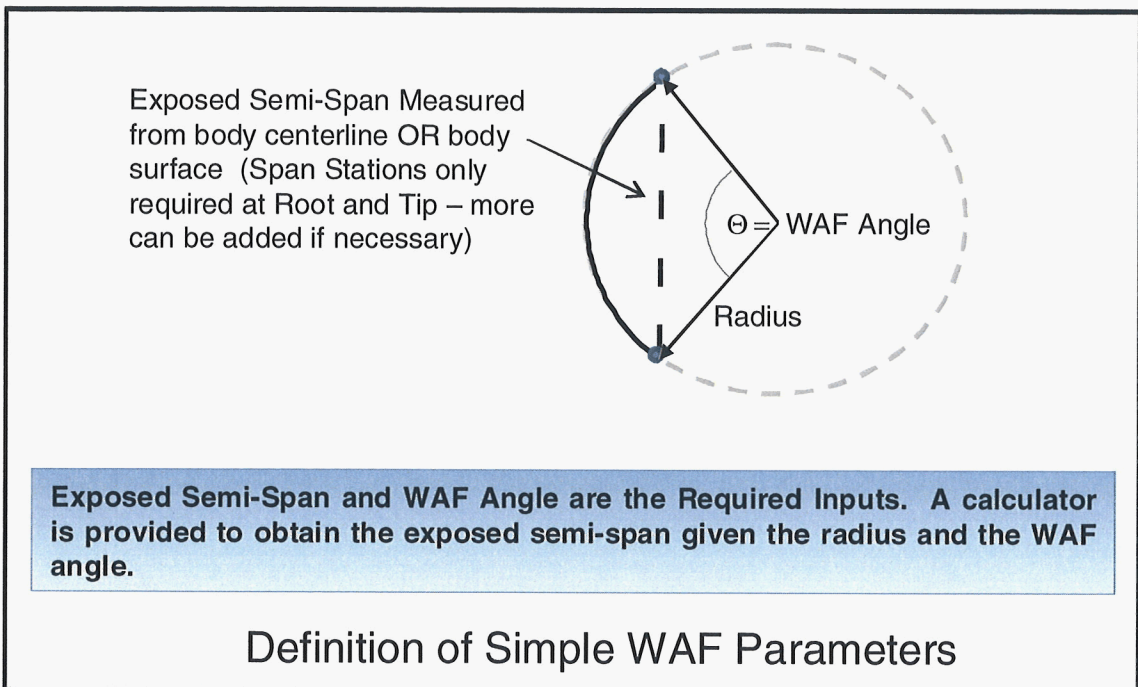 Exposed Semi-Span Measured
from body centerline OR body
surface (Span Stations only
required at Root and Tip – more
can be added if necessary)
Θ = WAF Angle
Radius
Exposed Semi-Span and WAF Angle are the Required Inputs. A calculator
is provided to obtain the exposed semi-span given the radius and the WAF
angle.
Definition of Simple WAF Parameters